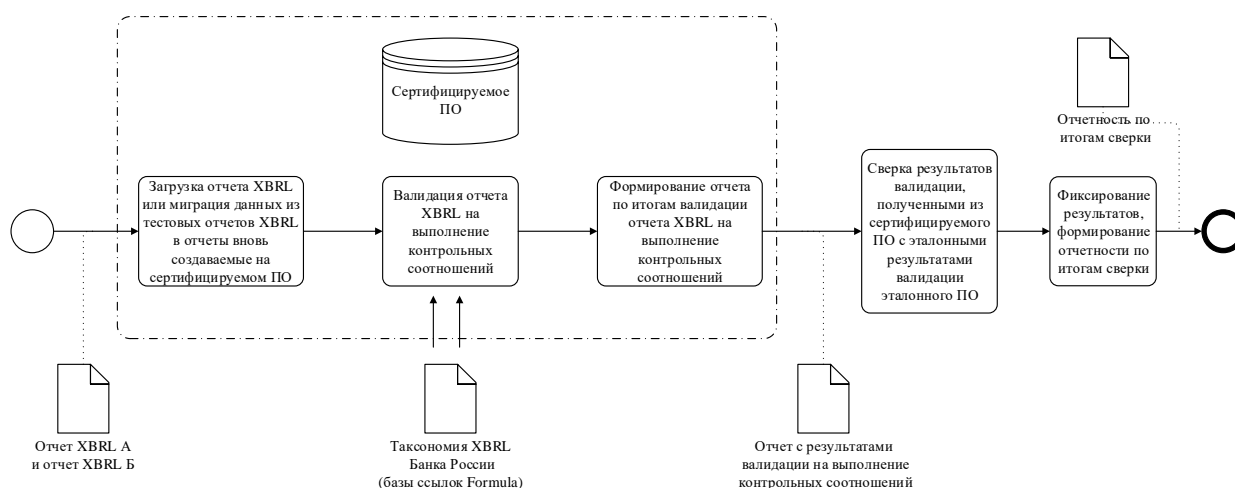 Сертифицируемое
ПО
Отчетность по
итогам сверки
Загрузка отчета XBRL
или миграция данных из
тестовых отчетов XBRL
в отчеты вновь
создаваемые на
сертифицируемом ПО
Валидация отчета
XBRL на
выполнение
контрольных
соотношений
Формирование отчета
по итогам валидации
отчета XBRL на
выполнение
контрольных
соотношений
Сверка результатов
валидации,
полученными из
сертифицируемого
ПО с эталонными
результатами
валидации
эталонного ПО
Фиксирование
результатов,
формирование
отчетности по
итогам сверки
Отчет XBRL А
и отчет XBRL Б
Таксономия XBRL
Банка России
(базы ссылок Formula)
Отчет с результатами
валидации на выполнение
контрольных соотношений